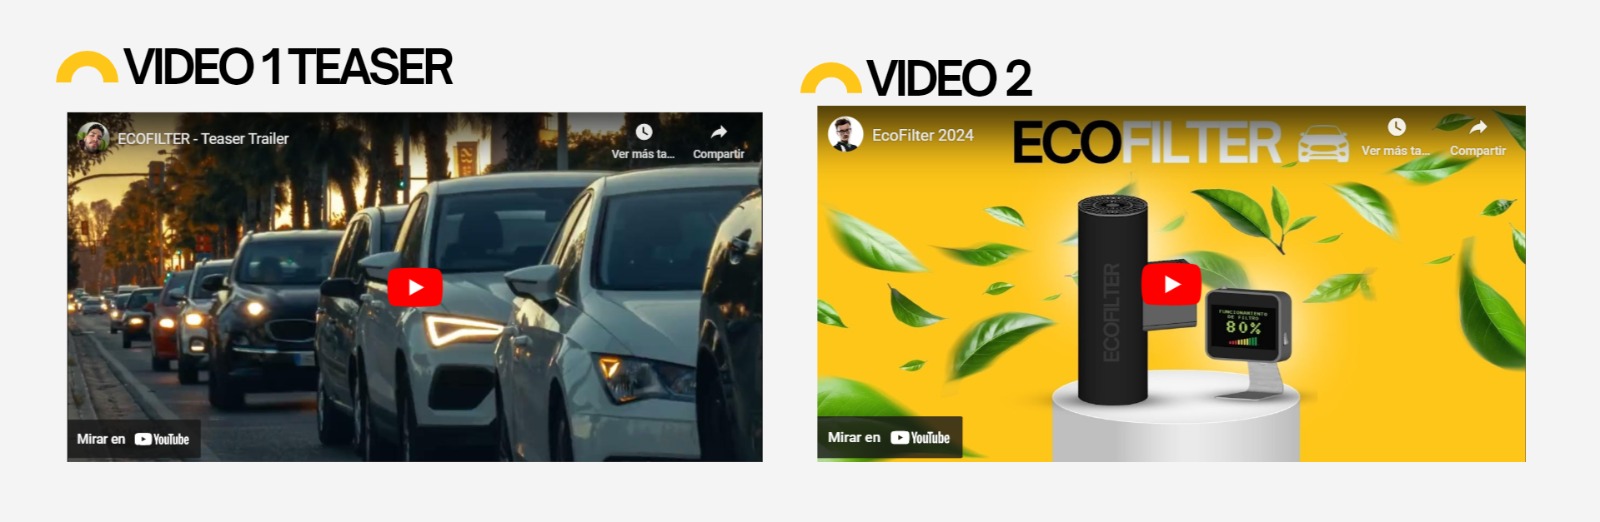 VIDEO 1 TEASER
ECOFILTER - Teaser Trailer
Ver más ta...
Compartir
Mirar en YouTube
VIDEO 2
EcoFilter 2024
ECOFILTER
Ver más ta...
Compartir
ECOFILTER
FUNCIONAMIENTO
DE FILTRO
80%
Mirar en YouTube